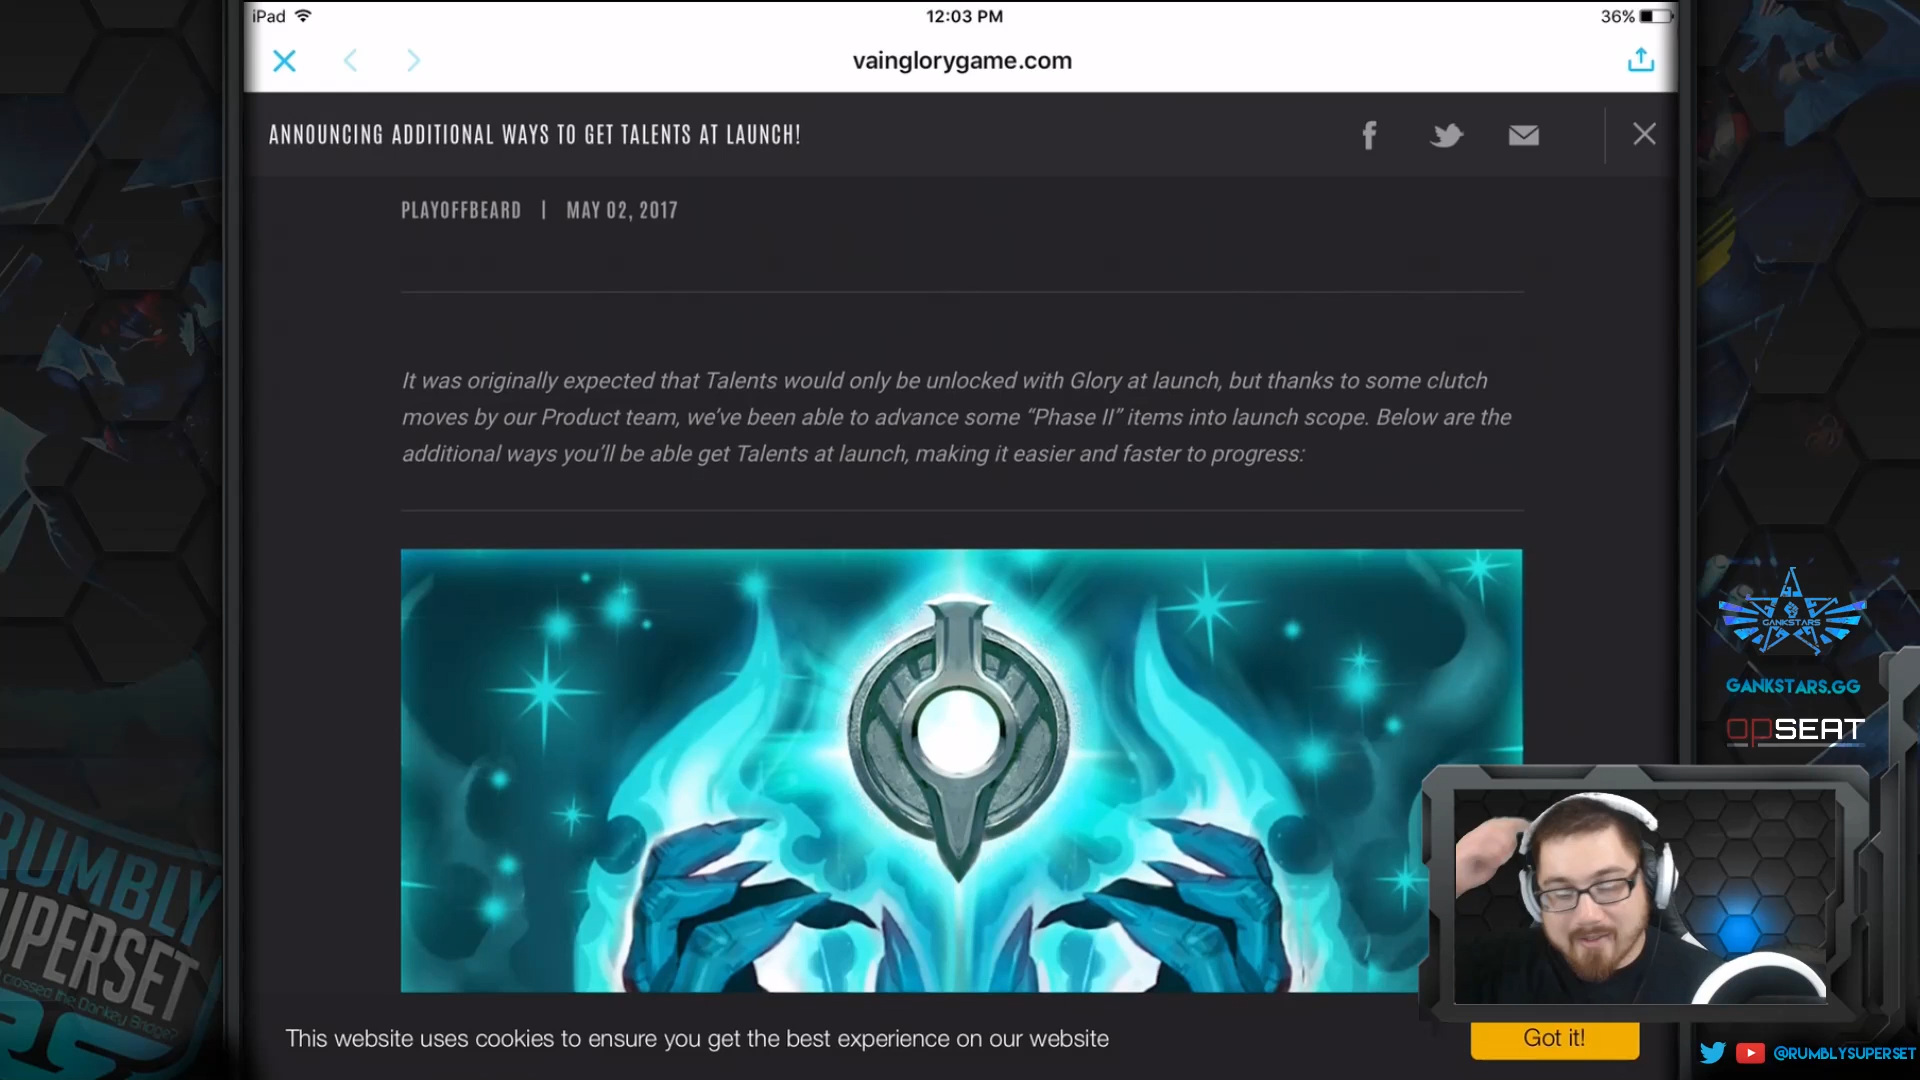 iPad
12:03 PM
36%
vainglorygame.com
ANNOUNCING ADDITIONAL WAYS TO GET TALENTS AT LAUNCH!
PLAYOFFBEARD | MAY 02, 2017
It was originally expected that Talents would only be unlocked with Glory at launch, but thanks to some clutch
moves by our Product team, we’ve been able to advance some “Phase II” items into launch scope. Below are the
additional ways you’ll be able get Talents at launch, making it easier and faster to progress:
GANKSTARS
GANKSTARS.GG
opSEAT
RUMBLY
SUPERSET
crossed the Donkey Bridge?
This website uses cookies to ensure you get the best experience on our website
Got it!
@RUMBLYSUPERSET